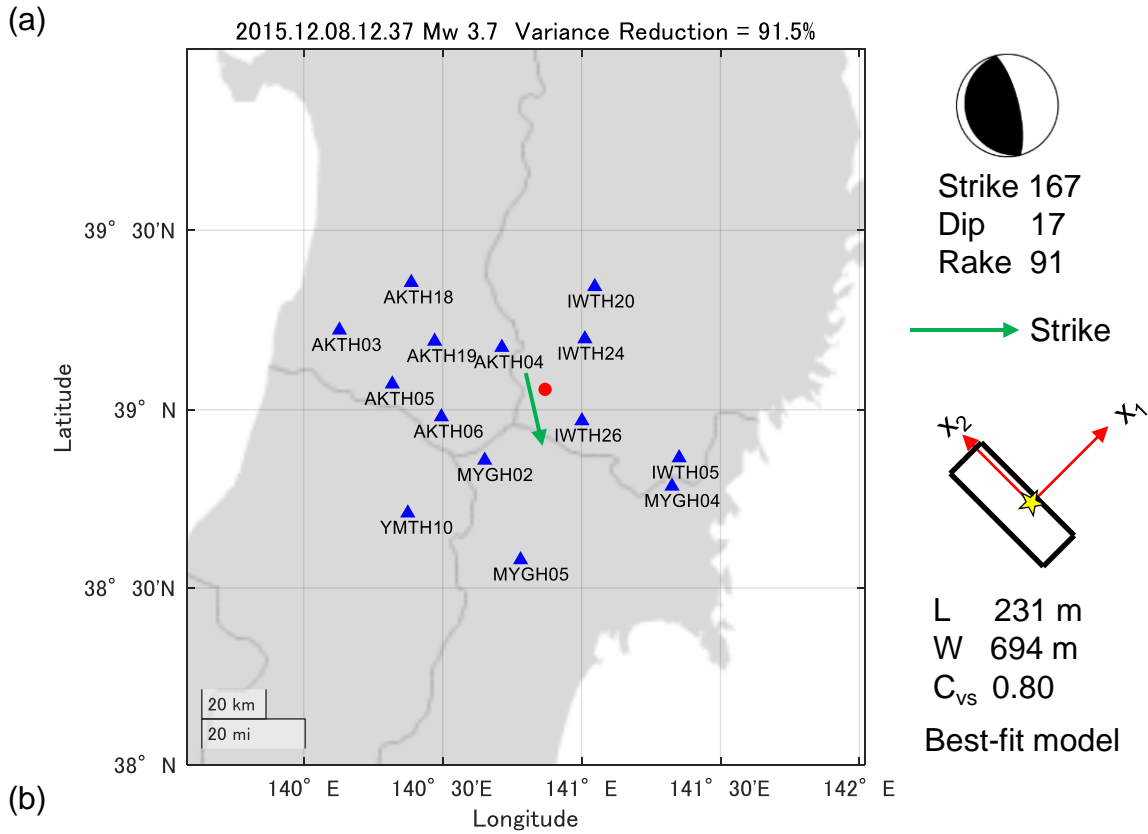 (a)
2015.12.08.12.37 Mw 3.7 Variance Reduction = 91.5%
Strike 167
Dip 17
Rake 91
Strike
39° 30'N
39° N
38° 30'N
38° N
Latitude
AKTH18
IWTH20
AKTH03
AKTH19
AKTH04
IWTH24
AKTH05
AKTH06
IWTH26
MYGH02
IWTH05
MYGH04
YMTH10
MYGH05
20 km
20 mi
140° E
140° 30'E
141° E
141° 30'E
142° E
Longitude
X2
X1
L 231 m
W 694 m
Cvs 0.80
Best-fit model
(b)